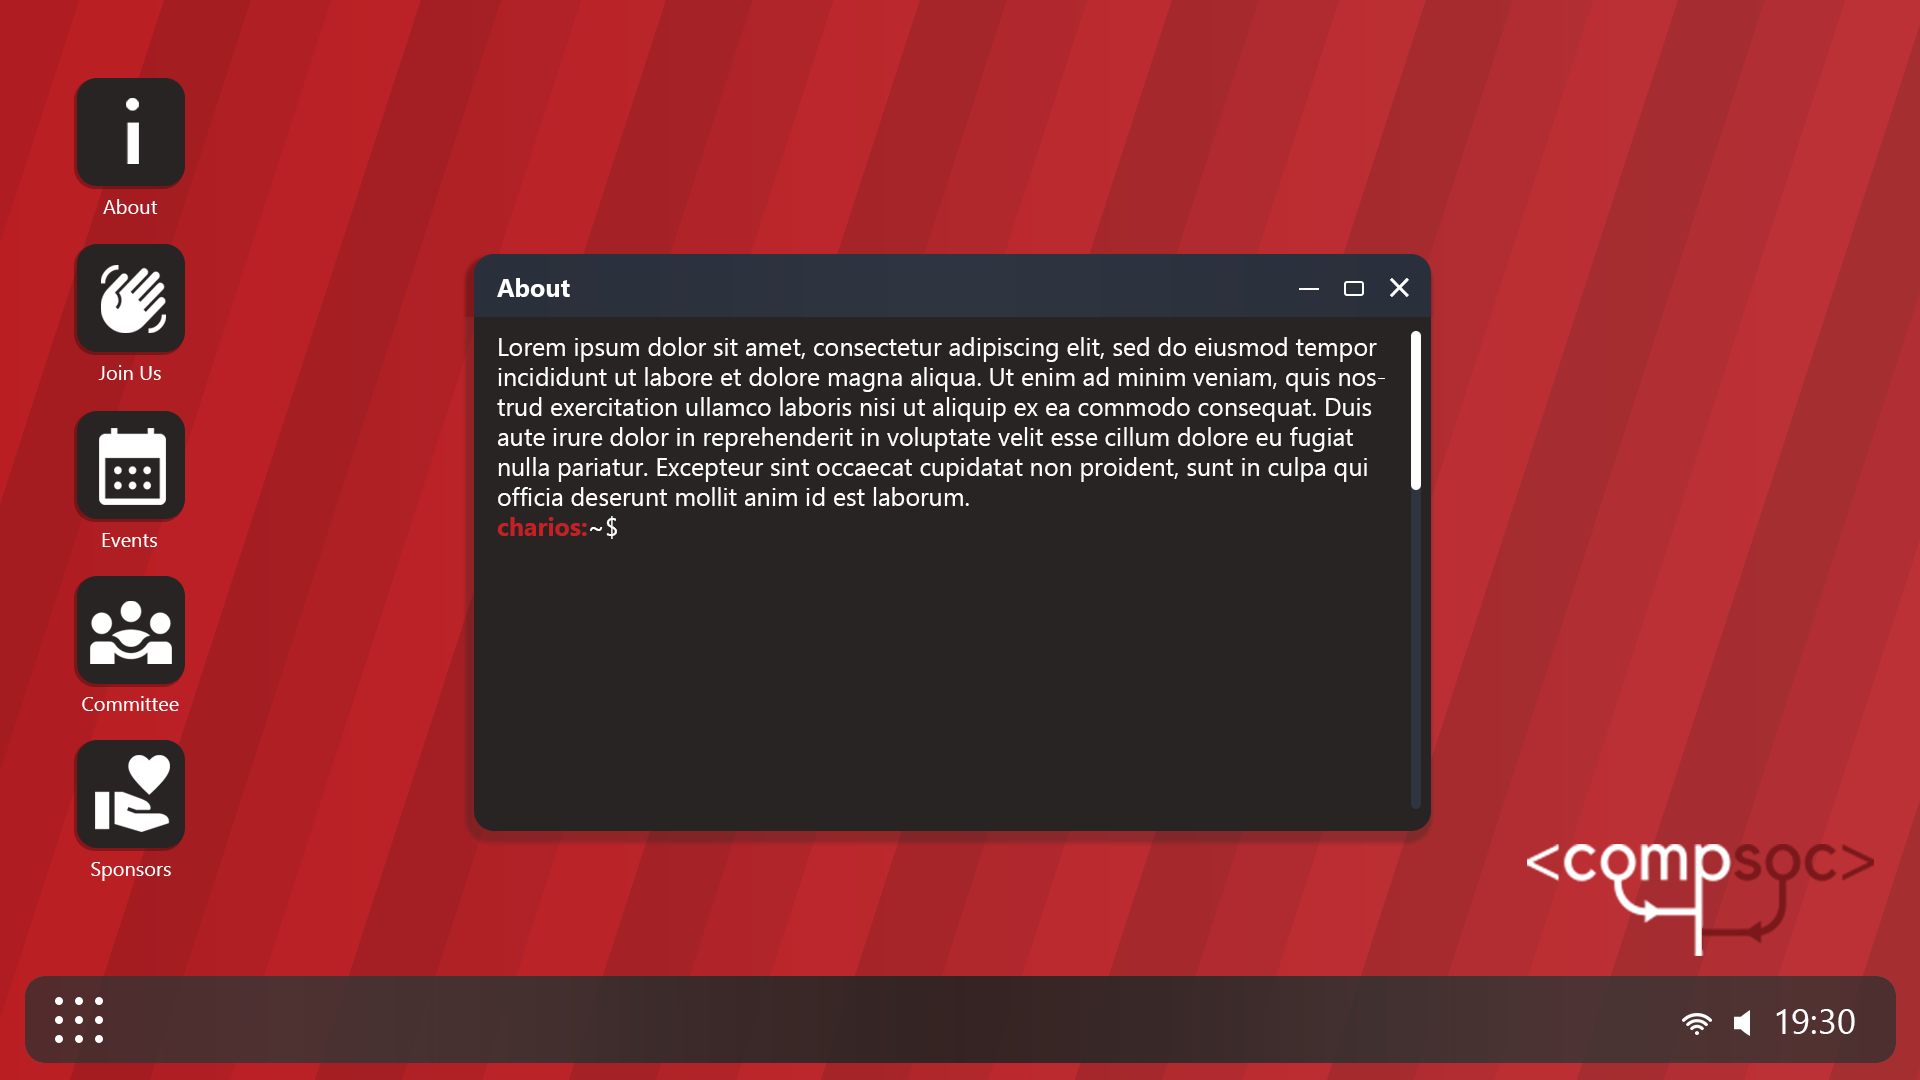 About
Join Us
Events
Committee
Sponsors
About
Lorem ipsum dolor sit amet, consectetur adipiscing elit, sed do eiusmod tempor
incididunt ut labore et dolore magna aliqua. Ut enim ad minim veniam, quis nos-
trud exercitation ullamco laboris nisi ut aliquip ex ea commodo consequat. Duis
aute irure dolor in reprehenderit in voluptate velit esse cillum dolore eu fugiat
nulla pariatur. Excepteur sint occaecat cupidatat non proident, sunt in culpa qui
officia deserunt mollit anim id est laborum.
charios:~$
<compsoc>
19:30